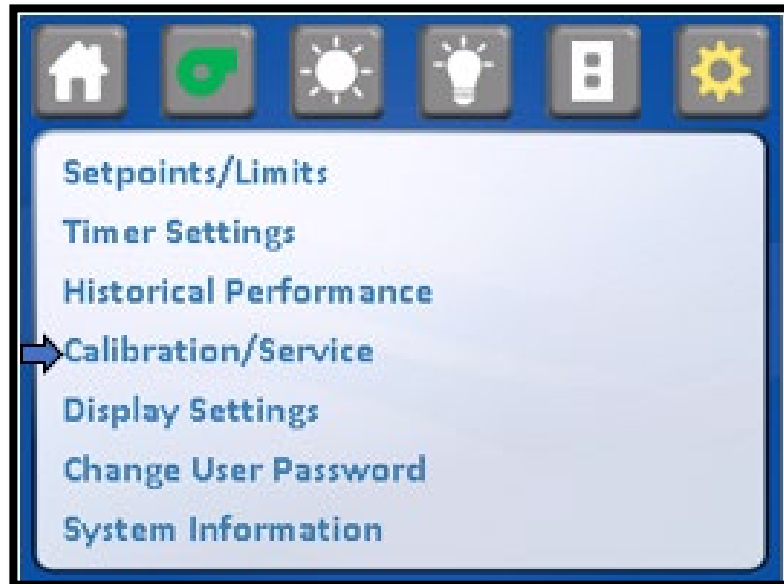 Setpoints/Limits
Timer Settings
Historical Performance
Calibration/Service
Display Settings
Change User Password
System Information